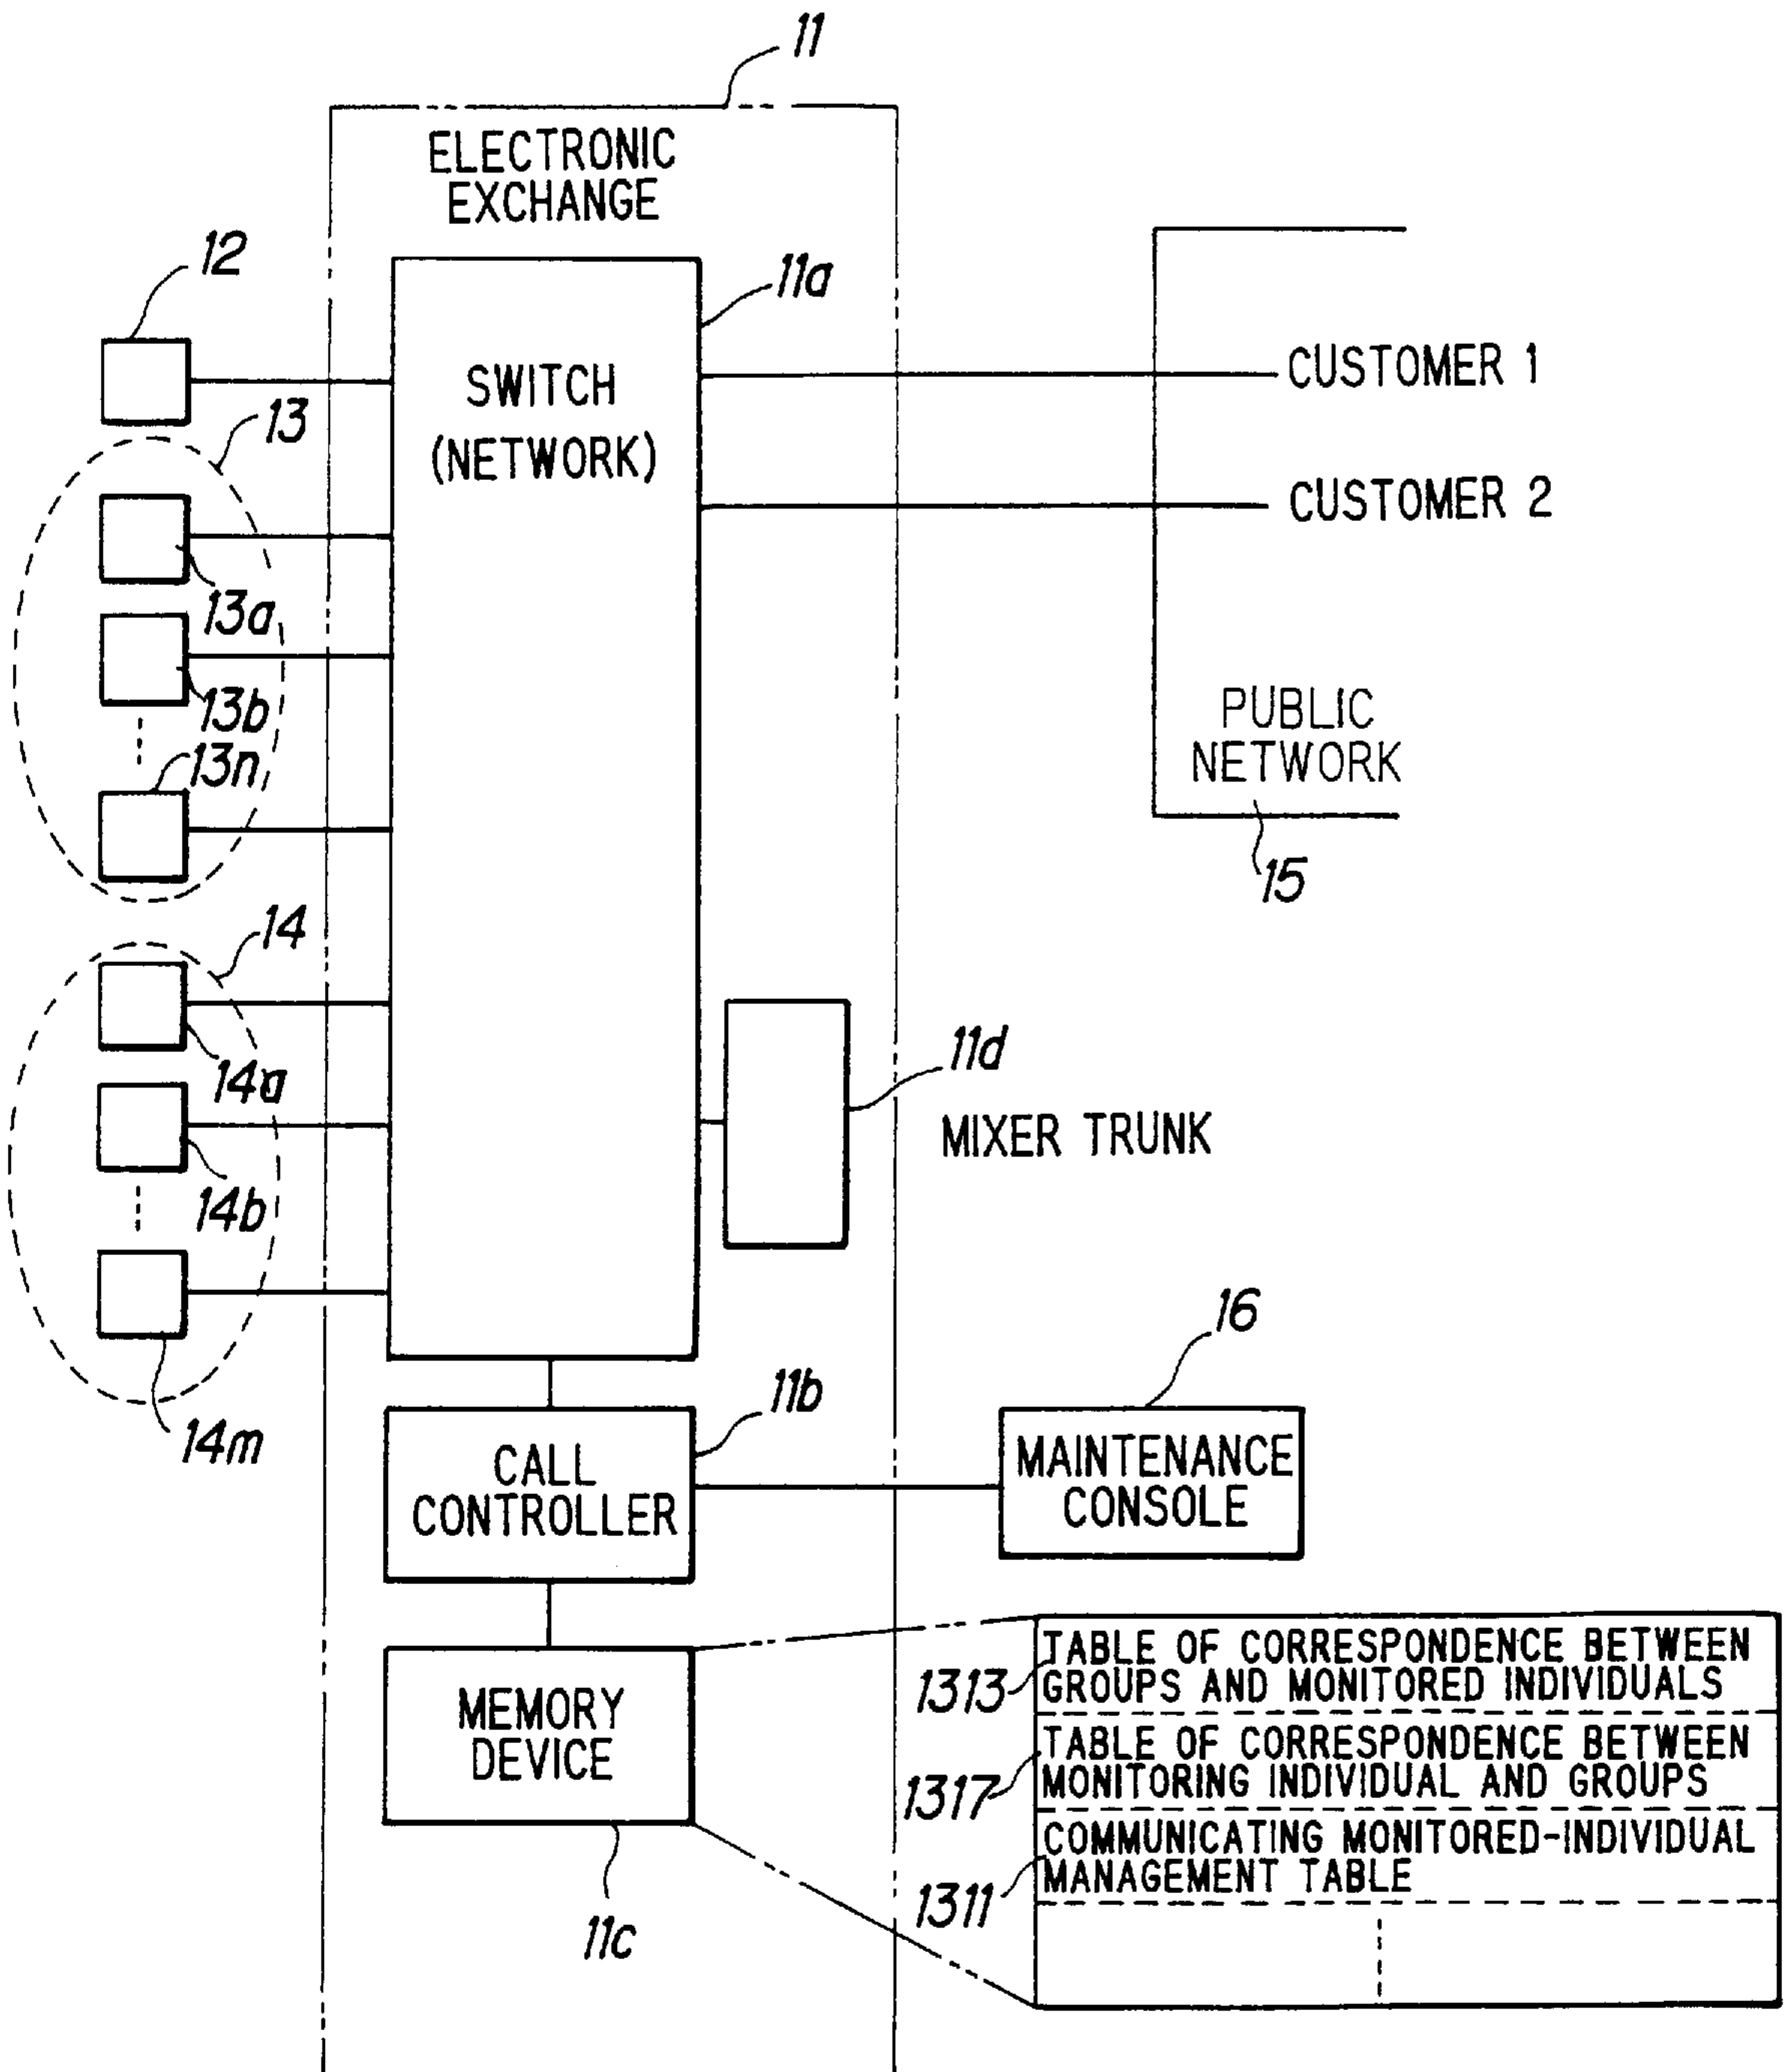 11
ELECTRONIC
EXCHANGE
12
11a
SWITCH
(NETWORK)
CUSTOMER 1
13
CUSTOMER 2
13a
13b
PUBLIC
NETWORK
13n
15
14
14a
11d
MIXER TRUNK
14b
16
11b
14m
CALL
CONTROLLER
MAINTENANCE
CONSOLE
TABLE OF CORRESPONDENCE BETWEEN
GROUPS AND MONITORED INDIVIDUALS
1313
MEMORY
DEVICE
TABLE OF CORRESPONDENCE BETWEEN
MONITORING INDIVIDUAL AND GROUPS
1317
COMMUNICATING MONITORED-INDIVIDUAL
MANAGEMENT TABLE
1311
11c